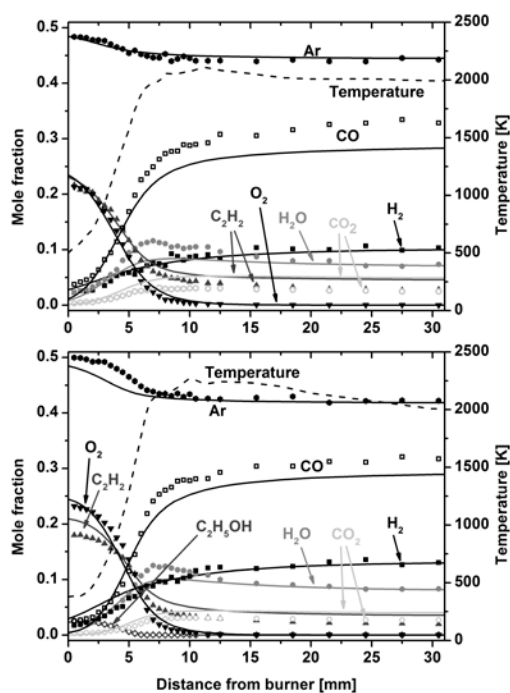 0.5
0.4
0.3
0.2
0.1
0.0
Mole fraction
Ar
Temperature
CO
O2
C2H2
H2O
CO2
H2
2500
2000
1500
1000
500
0
Temperature [K]
0 5 10 15 20 25 30
0.5
0.4
0.3
0.2
0.1
0.0
Mole fraction
Temperature
Ar
O2
C2H2
CO
C2H5OH
H2O
CO2
H2
2500
2000
1500
1000
500
0
Temperature [K]
0 5 10 15 20 25 30
Distance from burner [mm]